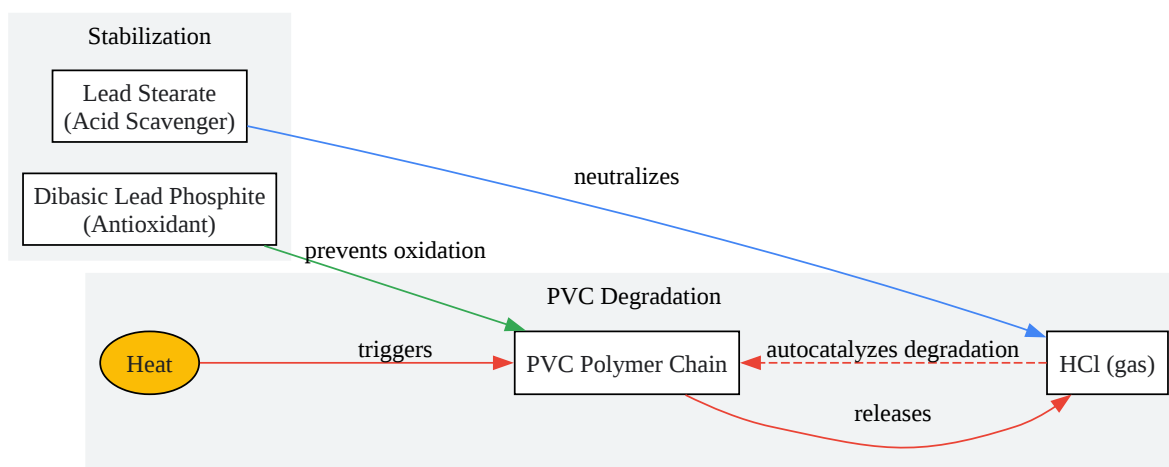 Stabilization
Lead Stearate
(Acid Scavenger)
neutralizes
Dibasic Lead Phosphite
(Antioxidant)
prevents oxidation
PVC Degradation
Heat
triggers
PVC Polymer Chain
autocatalyzes degradation
HCl (gas)
releases